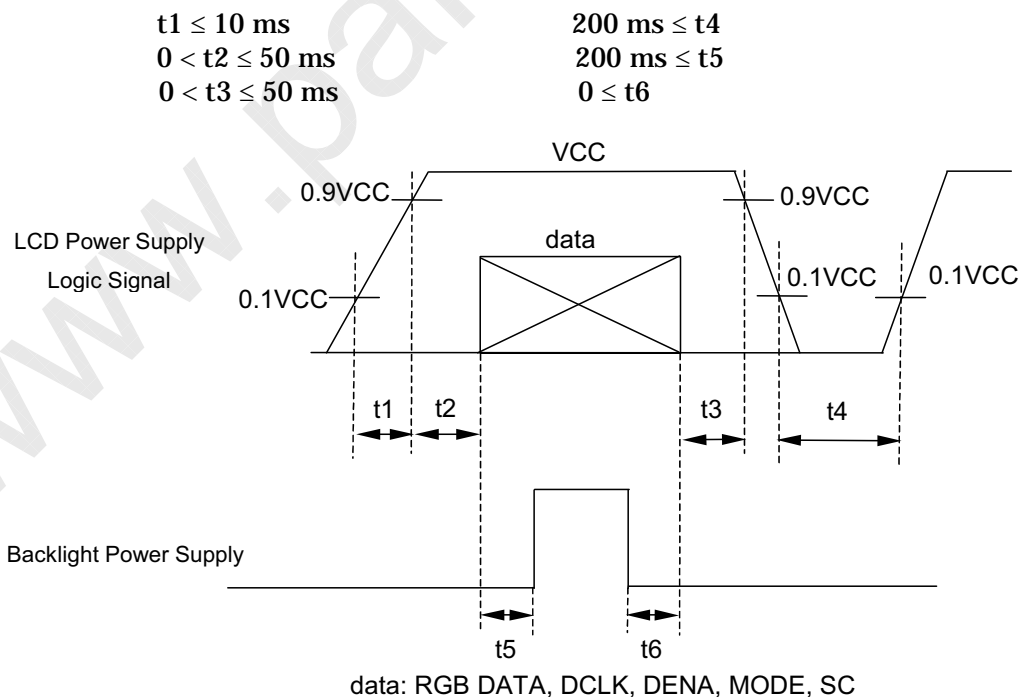 t1 ≤ 10 ms 200 ms ≤ t4
0 < t2 ≤ 50 ms 200 ms ≤ t5
0 < t3 ≤ 50 ms 0 ≤ t6
VCC
0.9VCC 0.9VCC
LCD Power Supply
Logic Signal
data
0.1VCC 0.1VCC 0.1VCC
t1 t2 t3 t4
Backlight Power Supply
t5 t6
data: RGB DATA, DCLK, DENA, MODE, SC